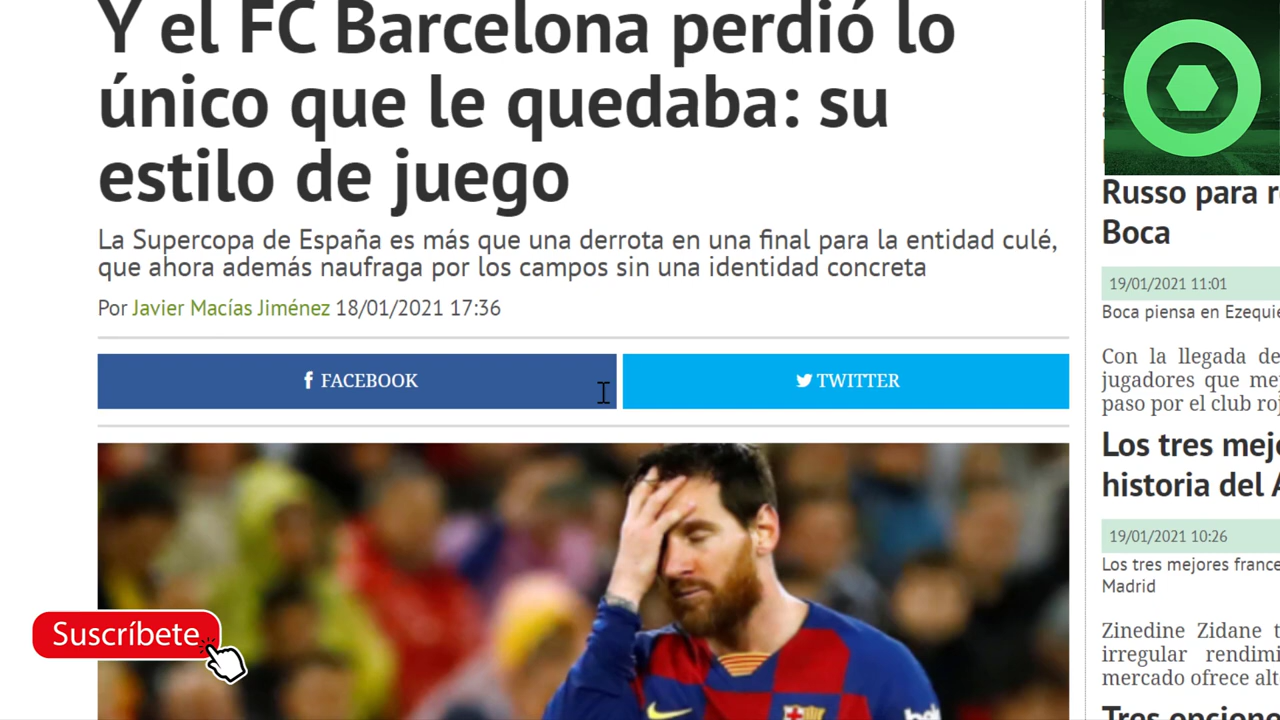 Y el FC Barcelona perdió lo
único que le quedaba: su
estilo de juego
La Supercopa de España es más que una derrota en una final para la entidad culé,
que ahora además naufraga por los campos sin una identidad concreta
Por Javier Macías Jiménez 18/01/2021 17:36
FACEBOOK
TWITTER
Suscríbete
Russo para
Boca
19/01/2021 11:01
Boca piensa en
Con la llegada
jugadores que
paso por el club
Los tres
historia del
19/01/2021 10:26
Los tres mejores
Madrid
Zinedine Zidane
irregular
mercado ofrece
Tres